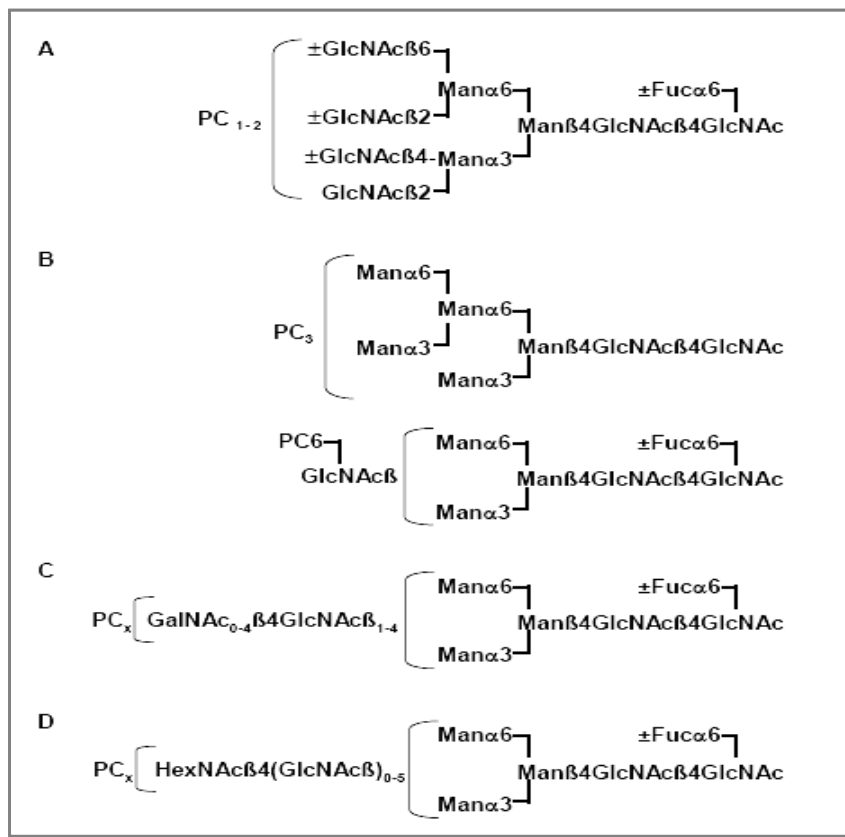 A
±GlcNAcß6
Manα6
±Fucα6
PC 1-2
±GlcNAcß2
Manß4GlcNAcß4GlcNAc
±GlcNAcß4-Manα3
GlcNAcß2
B
Manα6
Manα6
PC3
Manα3
Manß4GlcNAcß4GlcNAc
Manα3
PC6
Manα6
±Fucα6
GlcNAcß
Manß4GlcNAcß4GlcNAc
Manα3
C
Manα6
±Fucα6
PCx GalNAc0-4ß4GlcNAcß1-4
Manß4GlcNAcß4GlcNAc
Manα3
D
Manα6
±Fucα6
PCx HexNAcß4(GlcNAcß)0-5
Manß4GlcNAcß4GlcNAc
Manα3